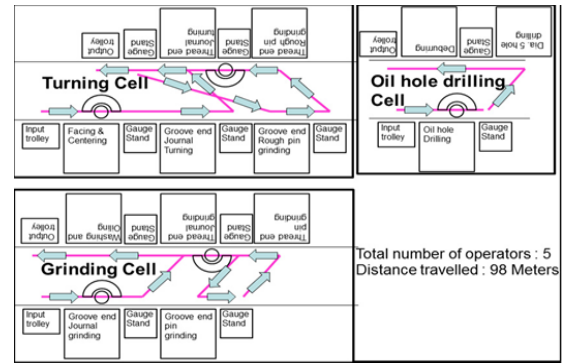 Output
trolley
Gauge
Stand
Thread end
Journal
turning
Gauge
Stand
Thread end
Rough pin
grinding
Turning Cell
Input
trolley
Facing &
Centering
Gauge
Stand
Groove end
Journal
Turning
Gauge
Stand
Groove end
Rough pin
grinding
Gauge
Stand
Output
trolley
Deburring
Gauge
Stand
Dia. 5 hole
drilling
Oil hole drilling
Cell
Input
trolley
Oil hole
Drilling
Gauge
Stand
Output
trolley
Washing and
Oiling
Gauge
Stand
Thread end
Journal
grinding
Gauge
Stand
Thread end
pin
grinding
Grinding Cell
Input
trolley
Groove end
Journal
grinding
Gauge
Stand
Groove end
pin
grinding
Gauge
Stand
Total number of operators : 5
Distance travelled : 98 Meters